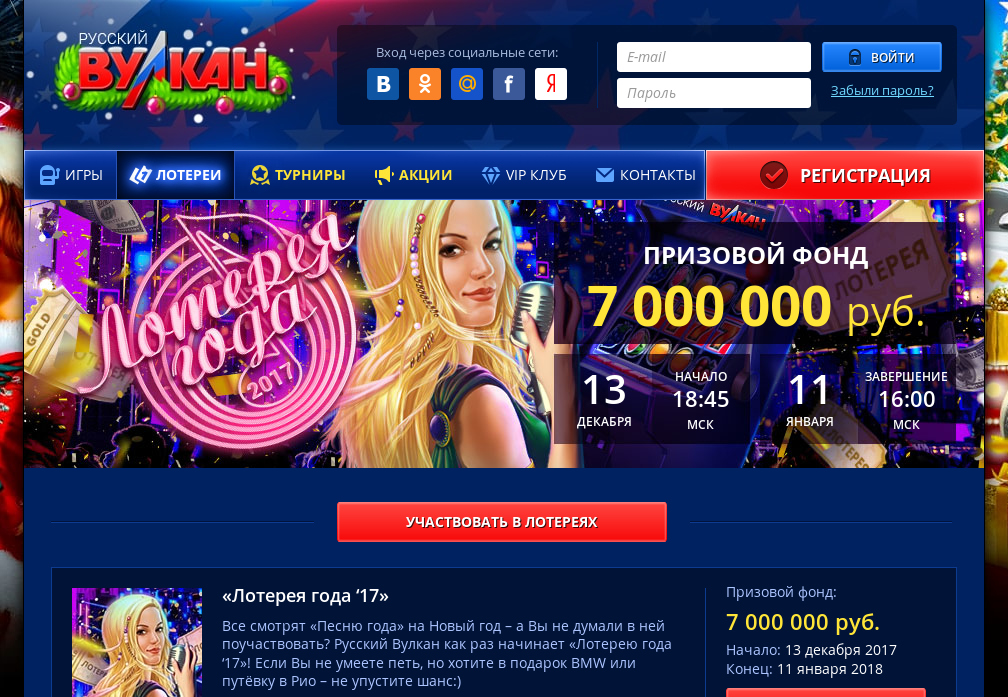 РУССКИЙ
ВУЛКАН
Вход через социальные сети:
E-mail
ВОЙТИ
Пароль
Забыли пароль?
ИГРЫ
ЛОТЕРЕИ
ТУРНИРЫ
АКЦИИ
VIP КЛУБ
КОНТАКТЫ
РЕГИСТРАЦИЯ
Лотерея
года
2017
GOLD
ЛОТЕРЕЯ
ВУЛКАН
ПРИЗОВОЙ ФОНД
7 000 000 руб.
13
ДЕКАБРЯ
НАЧАЛО
18:45
МСК
11
ЯНВАРЯ
ЗАВЕРШЕНИЕ
16:00
МСК
УЧАСТВОВАТЬ В ЛОТЕРЕЯХ
«Лотерея года ‘17»
Все смотрят «Песню года» на Новый год – а Вы не думали в ней
поучаствовать? Русский Вулкан как раз начинает «Лотерею года
‘17»! Если Вы не умеете петь, но хотите в подарок BMW или
путёвку в Рио – не упустите шанс:)
Призовой фонд:
7 000 000 руб.
Начало: 13 декабря 2017
Конец: 11 января 2018